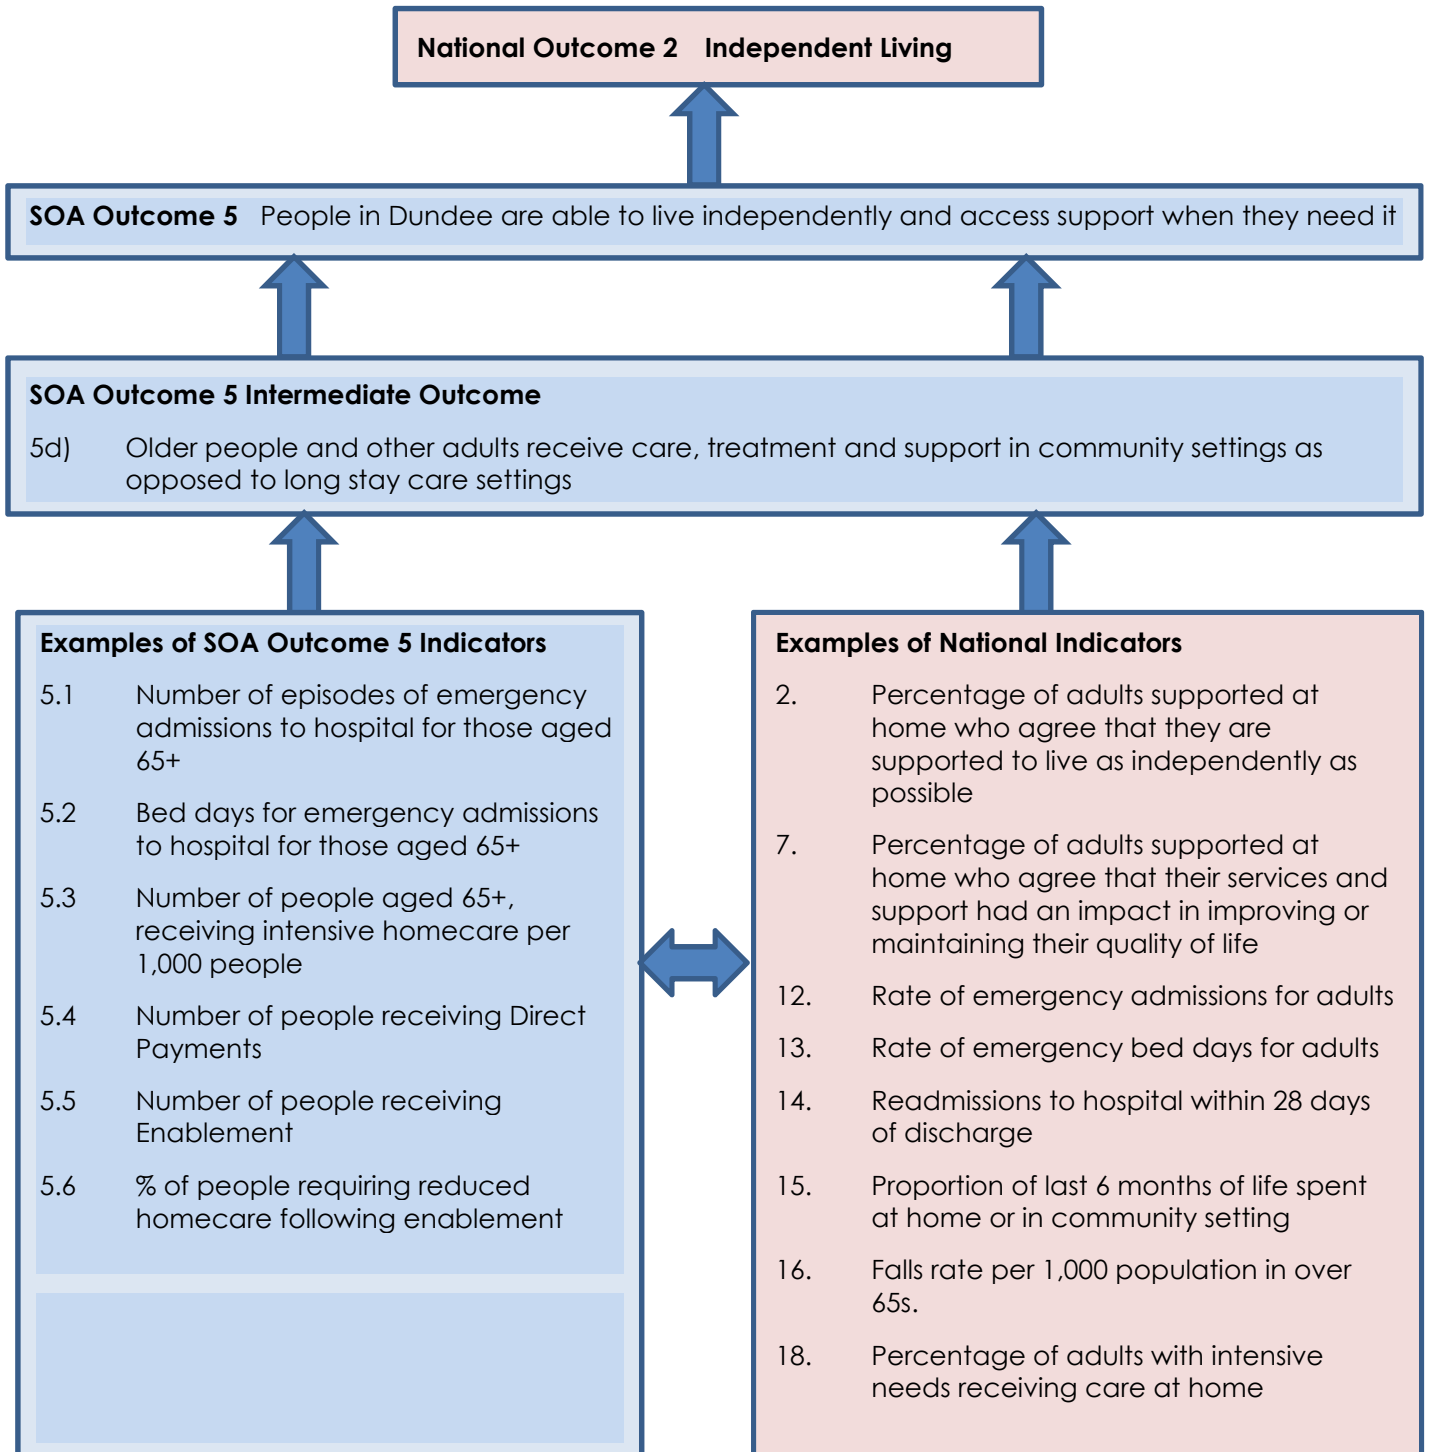 National Outcome 2 Independent Living
SOA Outcome 5 People in Dundee are able to live independently and access support when they need it
SOA Outcome 5 Intermediate Outcome
5d) Older people and other adults receive care, treatment and support in community settings as
opposed to long stay care settings
Examples of SOA Outcome 5 Indicators
5.1 Number of episodes of emergency
admissions to hospital for those aged
65+
5.2 Bed days for emergency admissions
to hospital for those aged 65+
5.3 Number of people aged 65+,
receiving intensive homecare per
1,000 people
5.4 Number of people receiving Direct
Payments
5.5 Number of people receiving
Enablement
5.6 % of people requiring reduced
homecare following enablement
Examples of National Indicators
2. Percentage of adults supported at
home who agree that they are
supported to live as independently as
possible
7. Percentage of adults supported at
home who agree that their services and
support had an impact in improving or
maintaining their quality of life
12. Rate of emergency admissions for adults
13. Rate of emergency bed days for adults
14. Readmissions to hospital within 28 days
of discharge
15. Proportion of last 6 months of life spent
at home or in community setting
16. Falls rate per 1,000 population in over
65s.
18. Percentage of adults with intensive
needs receiving care at home